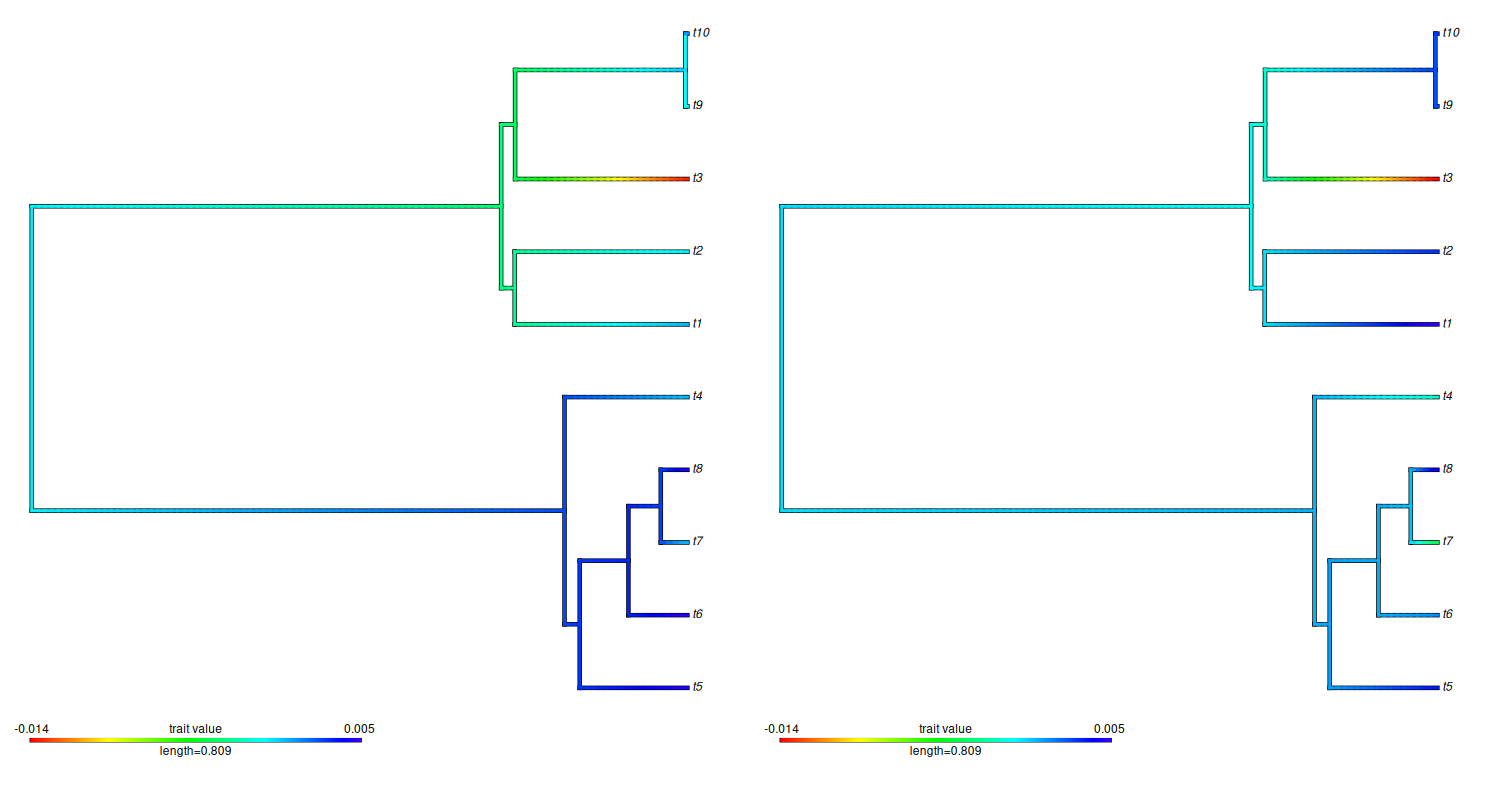 t10
t9
t3
t2
t1
t4
t8
t7
t6
t5
-0.014 trait value 0.005
length=0.809
t10
t9
t3
t2
t1
t4
t8
t7
t6
t5
-0.014 trait value 0.005
length=0.809